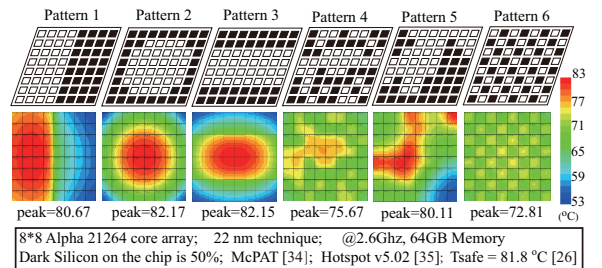 Pattern 1 Pattern 2 Pattern 3 Pattern 4 Pattern 5 Pattern 6
83
77
71
65
59
53
(°C)
peak=80.67 peak=82.17 peak=82.15 peak=75.67 peak=80.11 peak=72.81
8*8 Alpha 21264 core array; 22 nm technique; @2.6Ghz, 64GB Memory
Dark Silicon on the chip is 50%; McPAT [34]; Hotspot v5.02 [35]; Tsafe = 81.8 °C [26]